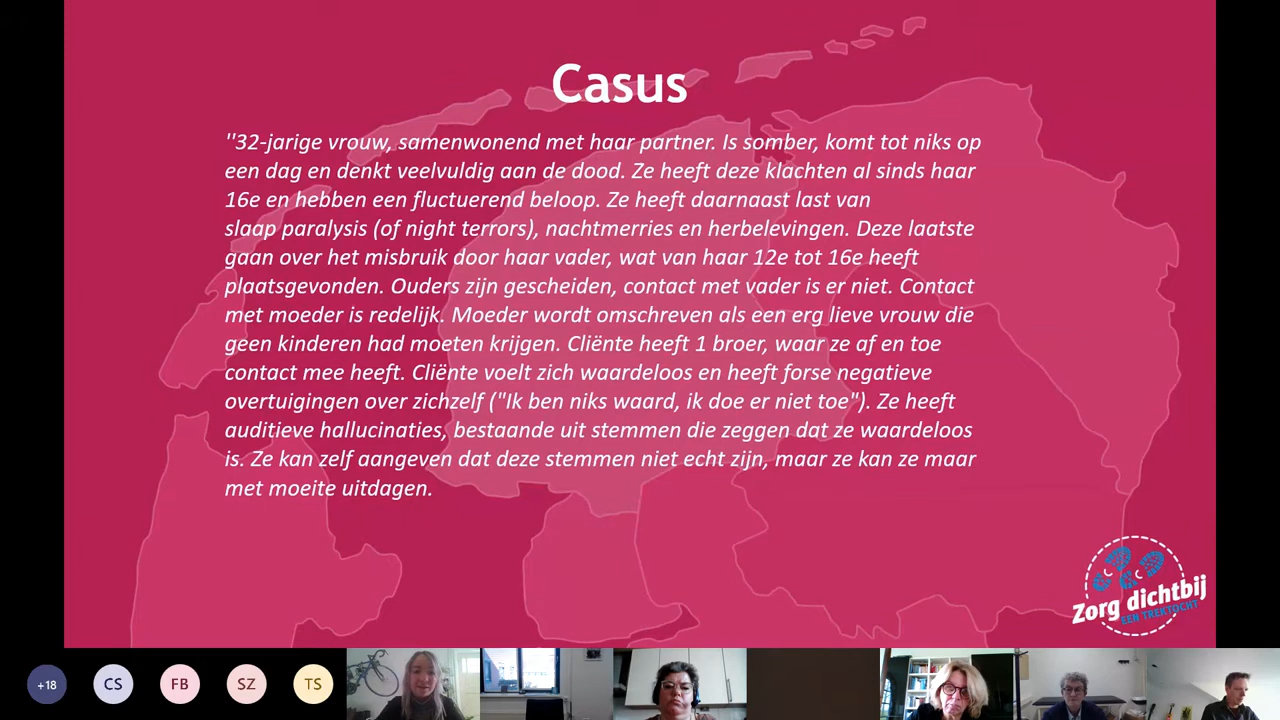 Casus
"32-jarige vrouw, samenwonend met haar partner. Is somber, komt tot niks op
een dag en denkt veelvuldig aan de dood. Ze heeft deze klachten al sinds haar
16e en hebben een fluctuerend beloop. Ze heeft daarnaast last van
slaap paralysis (of night terrors), nachtmerries en herbelevingen. Deze laatste
gaan over het misbruik door haar vader, wat van haar 12e tot 16e heeft
plaatsgevonden. Ouders zijn gescheiden, contact met vader is er niet. Contact
met moeder is redelijk. Moeder wordt omschreven als een erg lieve vrouw die
geen kinderen had moeten krijgen. Cliënte heeft 1 broer, waar ze af en toe
contact mee heeft. Cliënte voelt zich waardeloos en heeft forse negatieve
overtuigingen over zichzelf ("Ik ben niks waard, ik doe er niet toe"). Ze heeft
auditieve hallucinaties, bestaande uit stemmen die zeggen dat ze waardeloos
is. Ze kan zelf aangeven dat deze stemmen niet echt zijn, maar ze kan ze maar
met moeite uitdagen.
Zorg dichtbij
EEN TREKTOCHT
+18 CS FB SZ TS